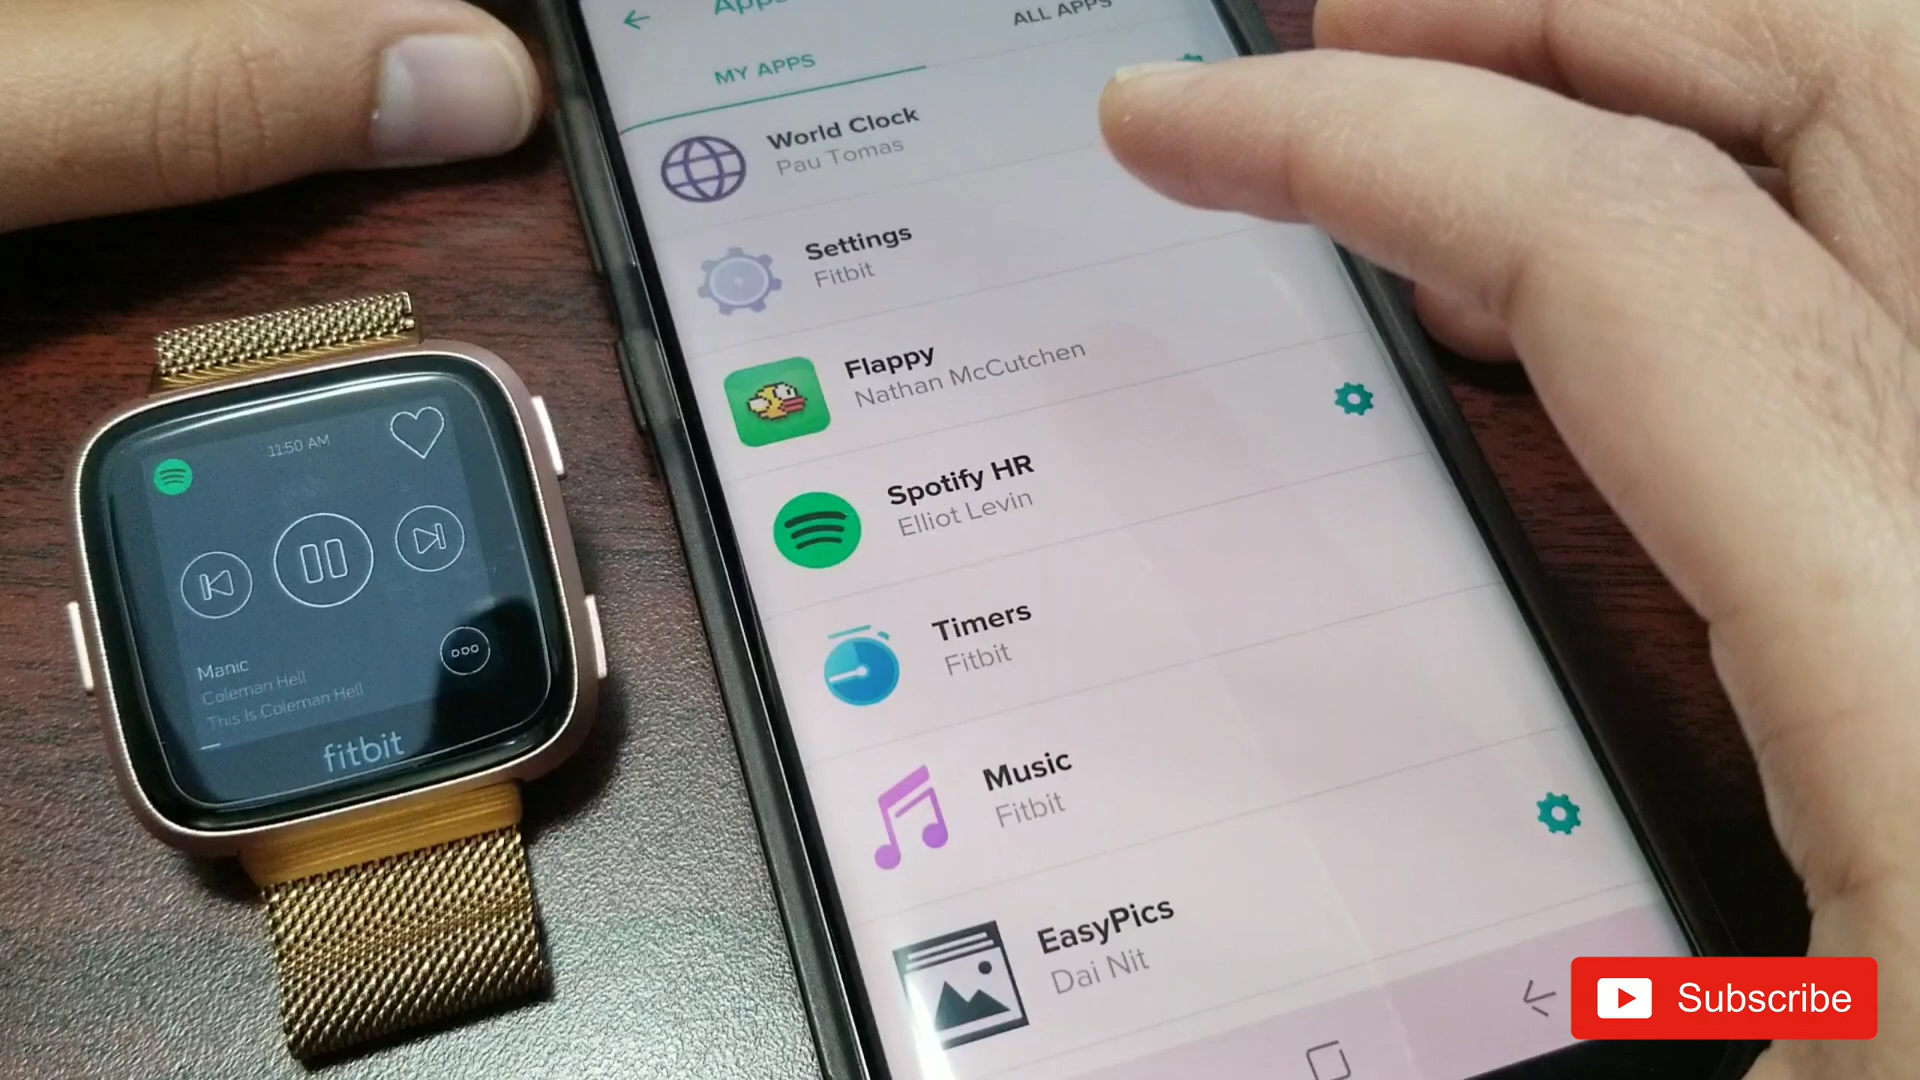 11:50 AM
Manic
Coleman Hell
This Is Coleman Hell
fitbit
Apps
ALL APPS
MY APPS
World Clock
Pau Tomas
Settings
Fitbit
Flappy
Nathan McCutchen
Spotify HR
Elliot Levin
Timers
Fitbit
Music
Fitbit
EasyPics
Dai Nit
Subscribe